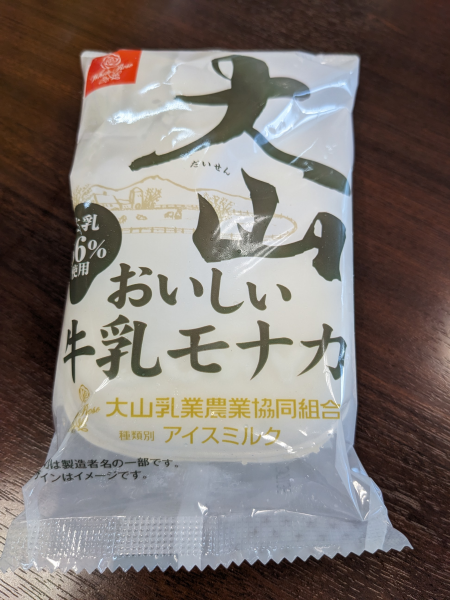 大山
だいせん
乳
6%
使用
おいしい
牛乳モナカ
大山乳業農業協同組合
種類別 アイスミルク
は製造者名の一部です。
インはイメージです。